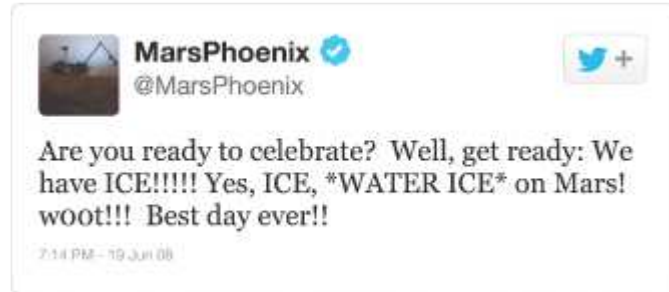 MarsPhoenix
@MarsPhoenix
Are you ready to celebrate?  Well, get ready: We
have ICE!!!!! Yes, ICE, *WATER ICE* on Mars!
w00t!!!  Best day ever!!
7:14 PM - 19 Jun 08